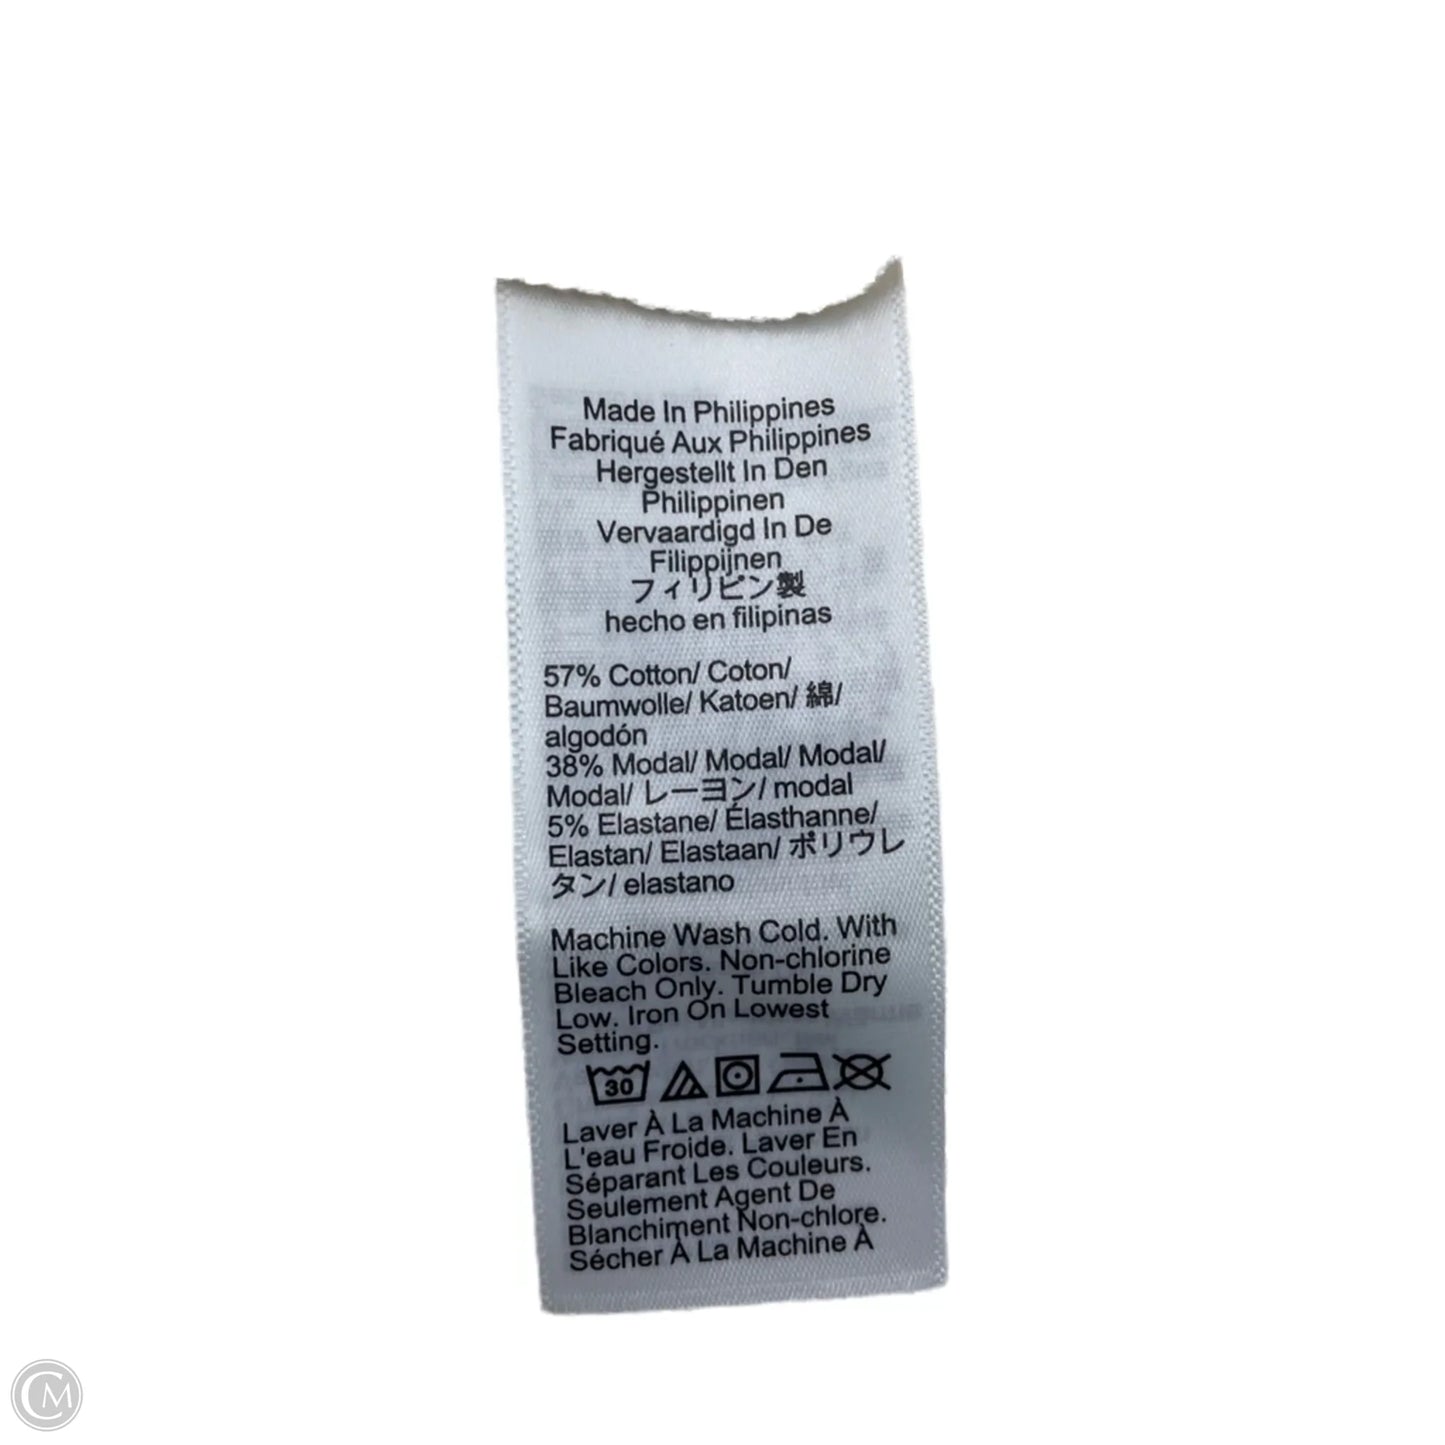 Made In Philippines
Fabriqué Aux Philippines
Hergestellt In Den
Philippinen
Vervaardigd In De
Filippijnen
フィリピン製
hecho en filipinas
57% Cotton/ Coton/
Baumwolle/ Katoen/ 綿/
algodón
38% Modal/ Modal/ Modal/
Modal/ レーヨン/ modal
5% Elastane/ Élasthanne/
Elastan/ Elastaan/ ポリウレ
タン/ elastano
Machine Wash Cold. With
Like Colors. Non-chlorine
Bleach Only. Tumble Dry
Low. Iron On Lowest
Setting.
30
Laver À La Machine À
L'eau Froide. Laver En
Séparant Les Couleurs.
Seulement Agent De
Blanchiment Non-chlore.
Sécher À La Machine À
CM